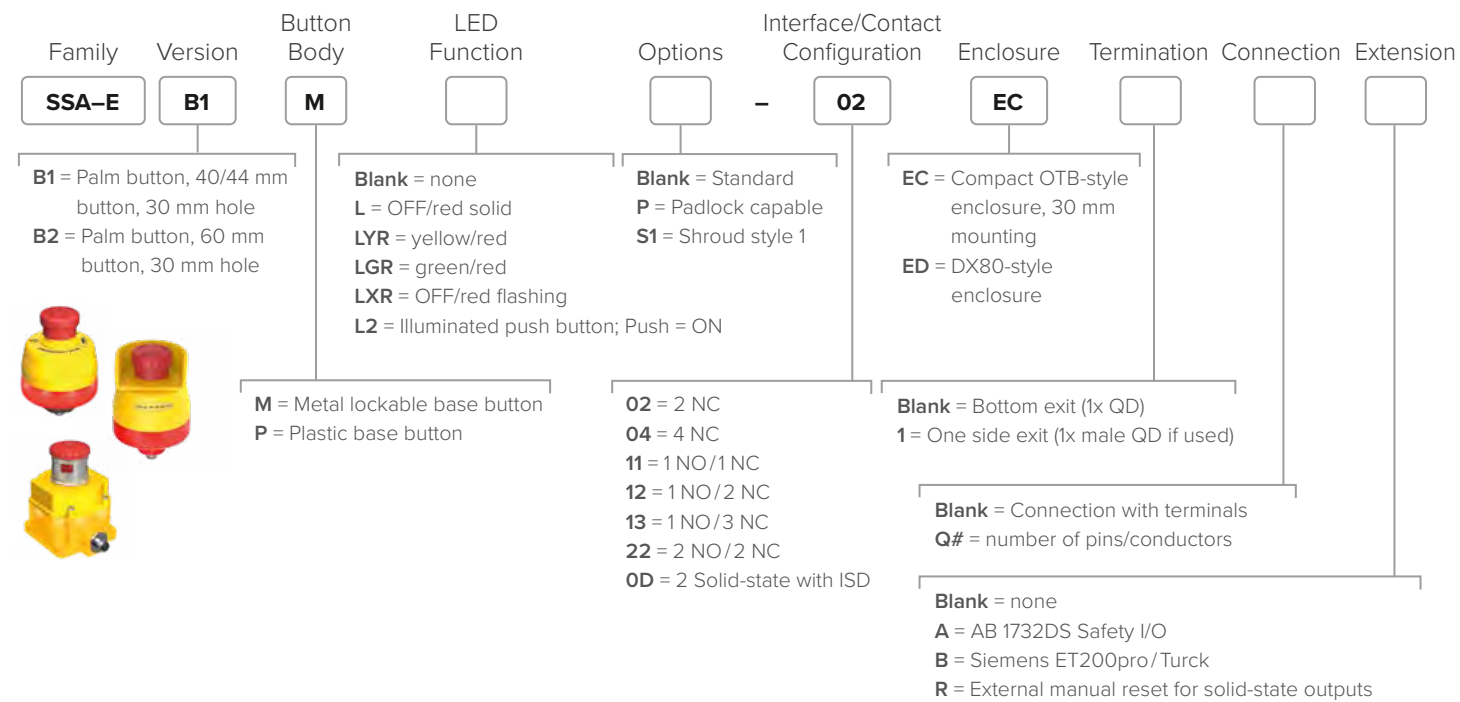 Family
Version
Button
Body
LED
Function
Options
Interface/Contact
Configuration
Enclosure
Termination
Connection
Extension
SSA–E
B1
M
–
02
EC
B1 = Palm button, 40/44 mm
button, 30 mm hole
B2 = Palm button, 60 mm
button, 30 mm hole
Blank = none
L = OFF/red solid
LYR = yellow/red
LGR = green/red
LXR = OFF/red flashing
L2 = Illuminated push button; Push = ON
Blank = Standard
P = Padlock capable
S1 = Shroud style 1
EC = Compact OTB-style
enclosure, 30 mm
mounting
ED = DX80-style
enclosure
M = Metal lockable base button
P = Plastic base button
02 = 2 NC
04 = 4 NC
11 = 1 NO/1 NC
12 = 1 NO/2 NC
13 = 1 NO/3 NC
22 = 2 NO/2 NC
0D = 2 Solid-state with ISD
Blank = Bottom exit (1x QD)
1 = One side exit (1x male QD if used)
Blank = Connection with terminals
Q# = number of pins/conductors
Blank = none
A = AB 1732DS Safety I/O
B = Siemens ET200pro/Turck
R = External manual reset for solid-state outputs